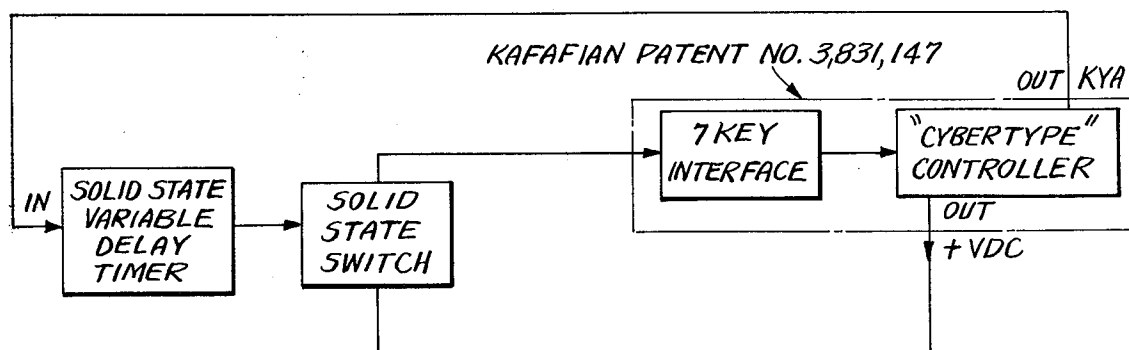 KAFAFIAN PATENT NO. 3,831,147
OUT KYA
7 KEY
INTERFACE
"CYBERTYPE"
CONTROLLER
IN
SOLID STATE
VARIABLE
DELAY
TIMER
SOLID
STATE
SWITCH
OUT
+ VDC